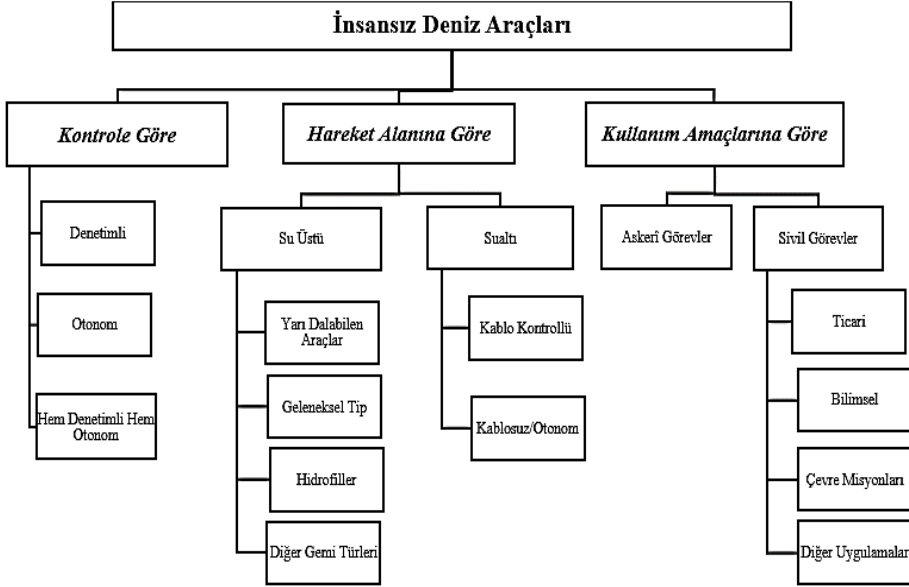 İnsansız Deniz Araçları
Kontrole Göre
Hareket Alanına Göre
Kullanım Amaçlarına Göre
Denetimli
Otonom
Hem Denetimli Hem
Otonom
Su Üstü
Yarı Dalabilen
Araçlar
Geleneksel Tip
Hidrofiller
Diğer Gemi Türleri
Sualtı
Kablo Kontrollü
Kablosuz/Otonom
Askerî Görevler
Sivil Görevler
Ticari
Bilimsel
Çevre Misyonları
Diğer Uygulamalar